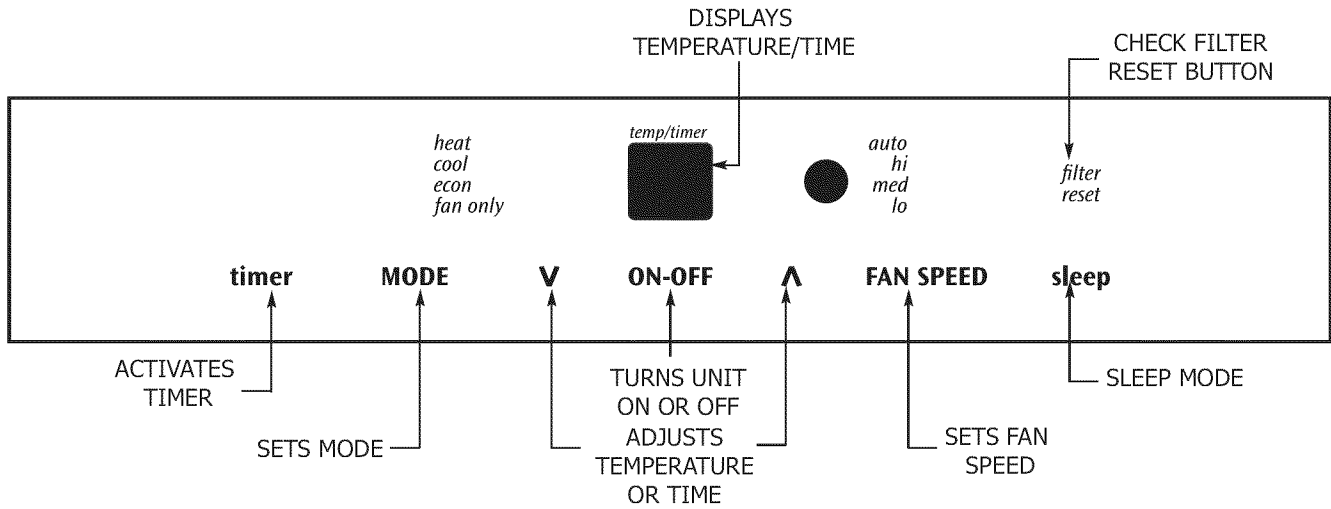 DISPLAYS
TEMPERATURE/TIME
CHECK FILTER
RESET BUTTON
heat
cool
econ
fan only
temp/timer
auto
hi
med
lo
filter
reset
timer MODE V ON-OFF Λ FAN SPEED sleep
ACTIVATES
TIMER
SETS MODE
TURNS UNIT
ON OR OFF
ADJUSTS
TEMPERATURE
OR TIME
SETS FAN
SPEED
SLEEP MODE